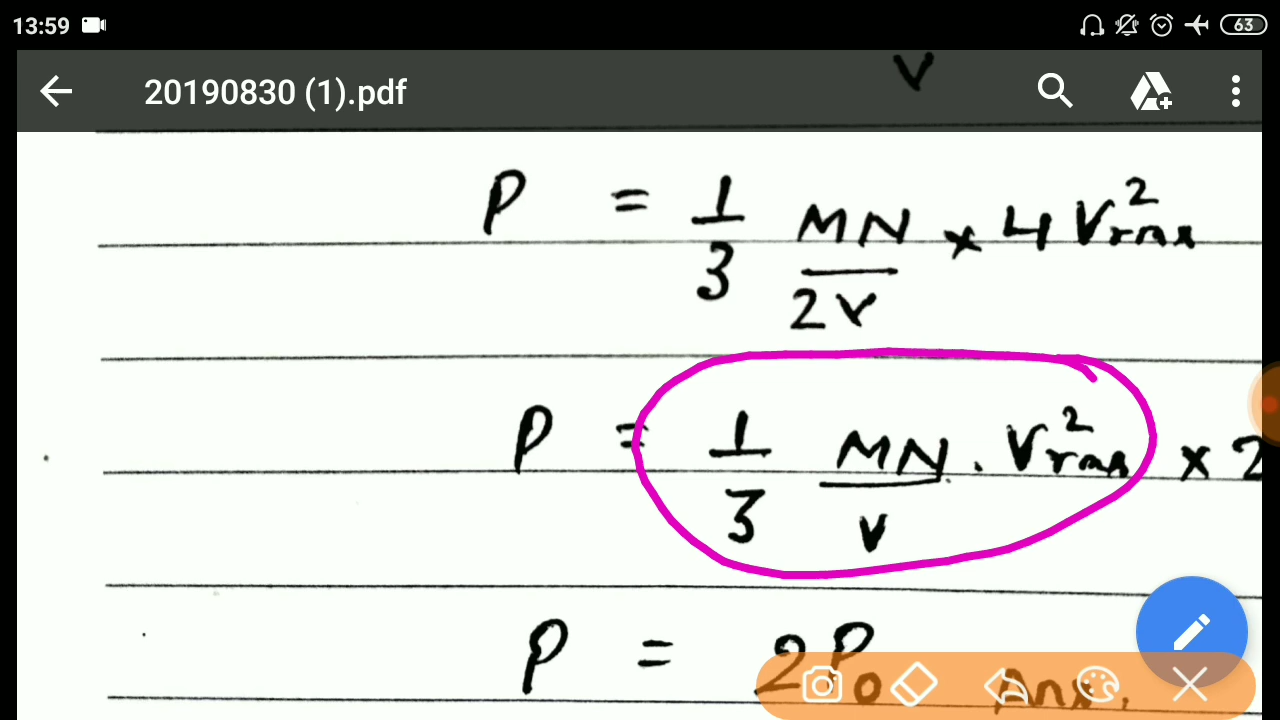 13:59 63
20190830 (1).pdf
V
P = 1/3 MN/2V × 4 V²rms
P = 1/3 MN/V . V²rms × 2
P = 2P₀ Ans.